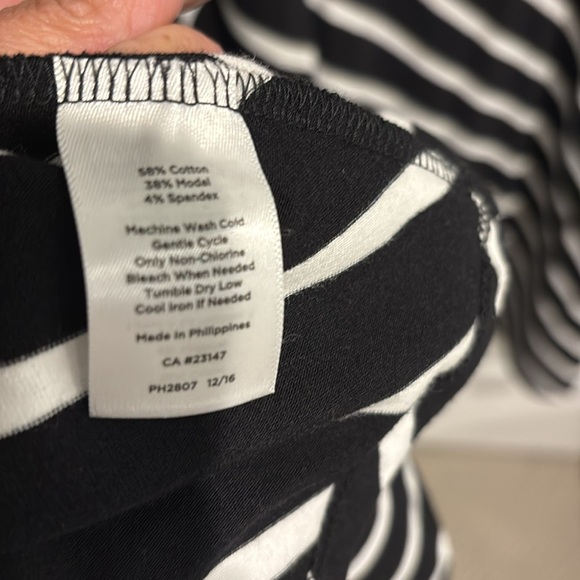 58% Cotton
38% Modal
4% Spandex
Machine Wash Cold
Gentle Cycle
Only Non-Chlorine
Bleach When Needed
Tumble Dry Low
Cool Iron If Needed
Made in Philippines
CA #23147
PH2807 12/16